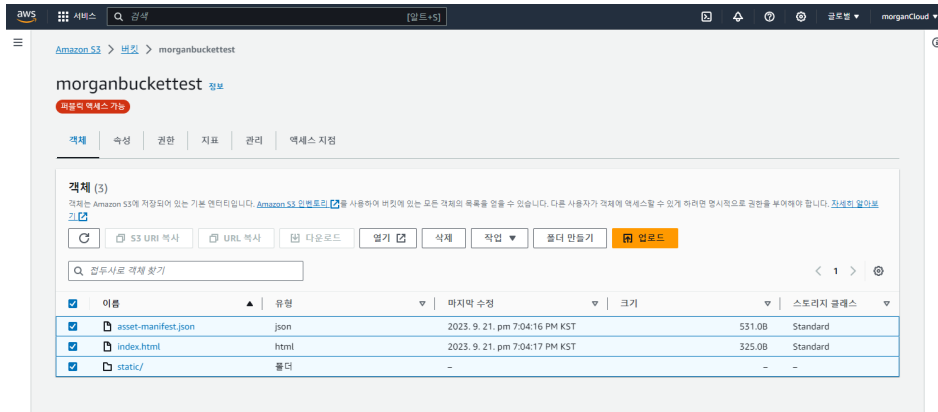 aws 서비스 검색 [알트+S] 글로벌 ▼ morganCloud ▼
Amazon S3 > 버킷 > morganbuckettest
morganbuckettest 정보
퍼블릭 액세스 가능
객체 속성 권한 지표 관리 액세스 지점
객체 (3)
객체는 Amazon S3에 저장되어 있는 기본 엔터티입니다. Amazon S3 인벤토리 를 사용하여 버킷에 있는 모든 객체의 목록을 얻을 수 있습니다. 다른 사용자가 객체에 액세스할 수 있게 하려면 명시적으로 권한을 부여해야 합니다. 자세히 알아보
기
S3 URI 복사 URL 복사 다운로드 열기 삭제 작업 ▼ 폴더 만들기 업로드
접두사로 객체 찾기 < 1 >
이름 ▲ 유형 마지막 수정 크기 스토리지 클래스
asset-manifest.json json 2023. 9. 21. pm 7:04:16 PM KST 531.0B Standard
index.html html 2023. 9. 21. pm 7:04:17 PM KST 325.0B Standard
static/ 폴더 – – –